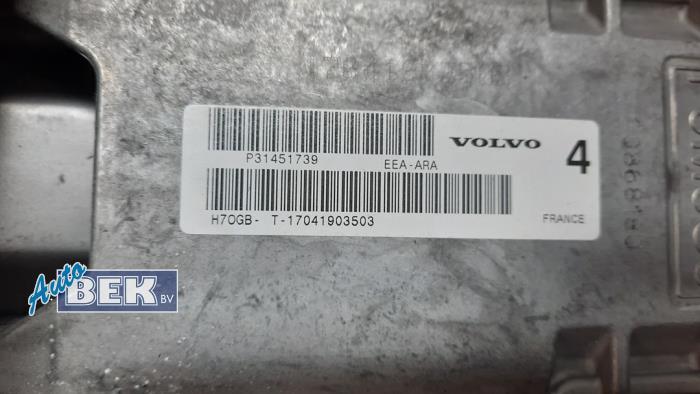 P31451739 EEA-ARA VOLVO 4
H7OGB- T-17041903503 FRANCE
Auto
BEK BV